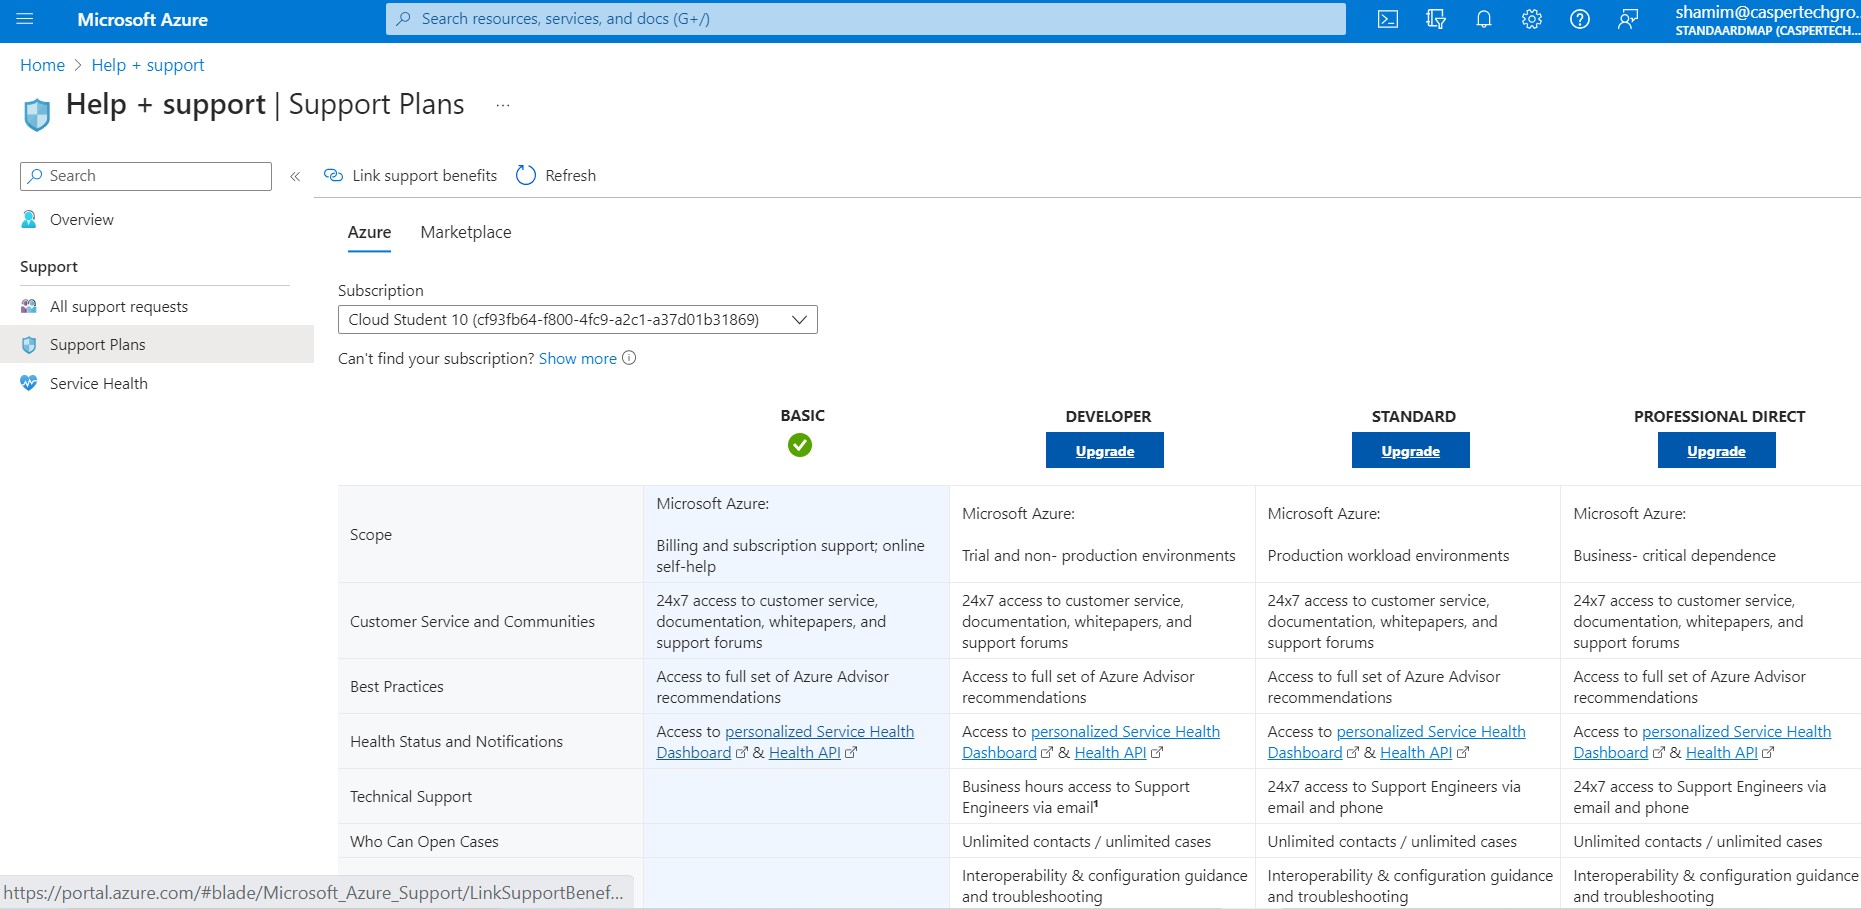 Microsoft Azure
Search resources, services, and docs (G+/)
shamim@caspertechgro...
STANDAARDMAP (CASPERTECH...
Home > Help + support
Help + support | Support Plans ...
Search
«
Link support benefits
Refresh
Overview
Support
All support requests
Support Plans
Service Health
Azure
Marketplace
Subscription
Cloud Student 10 (cf93fb64-f800-4fc9-a2c1-a37d01b31869)
Can't find your subscription? Show more
BASIC
DEVELOPER
STANDARD
PROFESSIONAL DIRECT
Upgrade
Upgrade
Upgrade
Scope
Microsoft Azure:
Billing and subscription support; online
self-help
Microsoft Azure:
Trial and non- production environments
Microsoft Azure:
Production workload environments
Microsoft Azure:
Business- critical dependence
Customer Service and Communities
24x7 access to customer service,
documentation, whitepapers, and
support forums
24x7 access to customer service,
documentation, whitepapers, and
support forums
24x7 access to customer service,
documentation, whitepapers, and
support forums
24x7 access to customer service,
documentation, whitepapers, and
support forums
Best Practices
Access to full set of Azure Advisor
recommendations
Access to full set of Azure Advisor
recommendations
Access to full set of Azure Advisor
recommendations
Access to full set of Azure Advisor
recommendations
Health Status and Notifications
Access to personalized Service Health
Dashboard & Health API
Access to personalized Service Health
Dashboard & Health API
Access to personalized Service Health
Dashboard & Health API
Access to personalized Service Health
Dashboard & Health API
Technical Support
Business hours access to Support
Engineers via email¹
24x7 access to Support Engineers via
email and phone
24x7 access to Support Engineers via
email and phone
Who Can Open Cases
Unlimited contacts / unlimited cases
Unlimited contacts / unlimited cases
Unlimited contacts / unlimited cases
Interoperability & configuration guidance
and troubleshooting
Interoperability & configuration guidance
and troubleshooting
Interoperability & configuration guidance
and troubleshooting
https://portal.azure.com/#blade/Microsoft_Azure_Support/LinkSupportBenef...